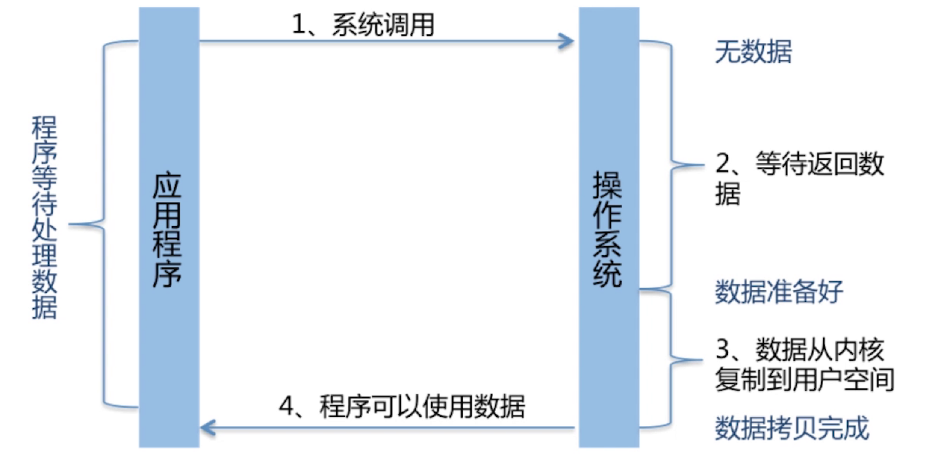 1、系统调用
无数据
程序等待处理数据
应用程序
操作系统
2、等待返回数
据
数据准备好
3、数据从内核
复制到用户空间
4、程序可以使用数据
数据拷贝完成